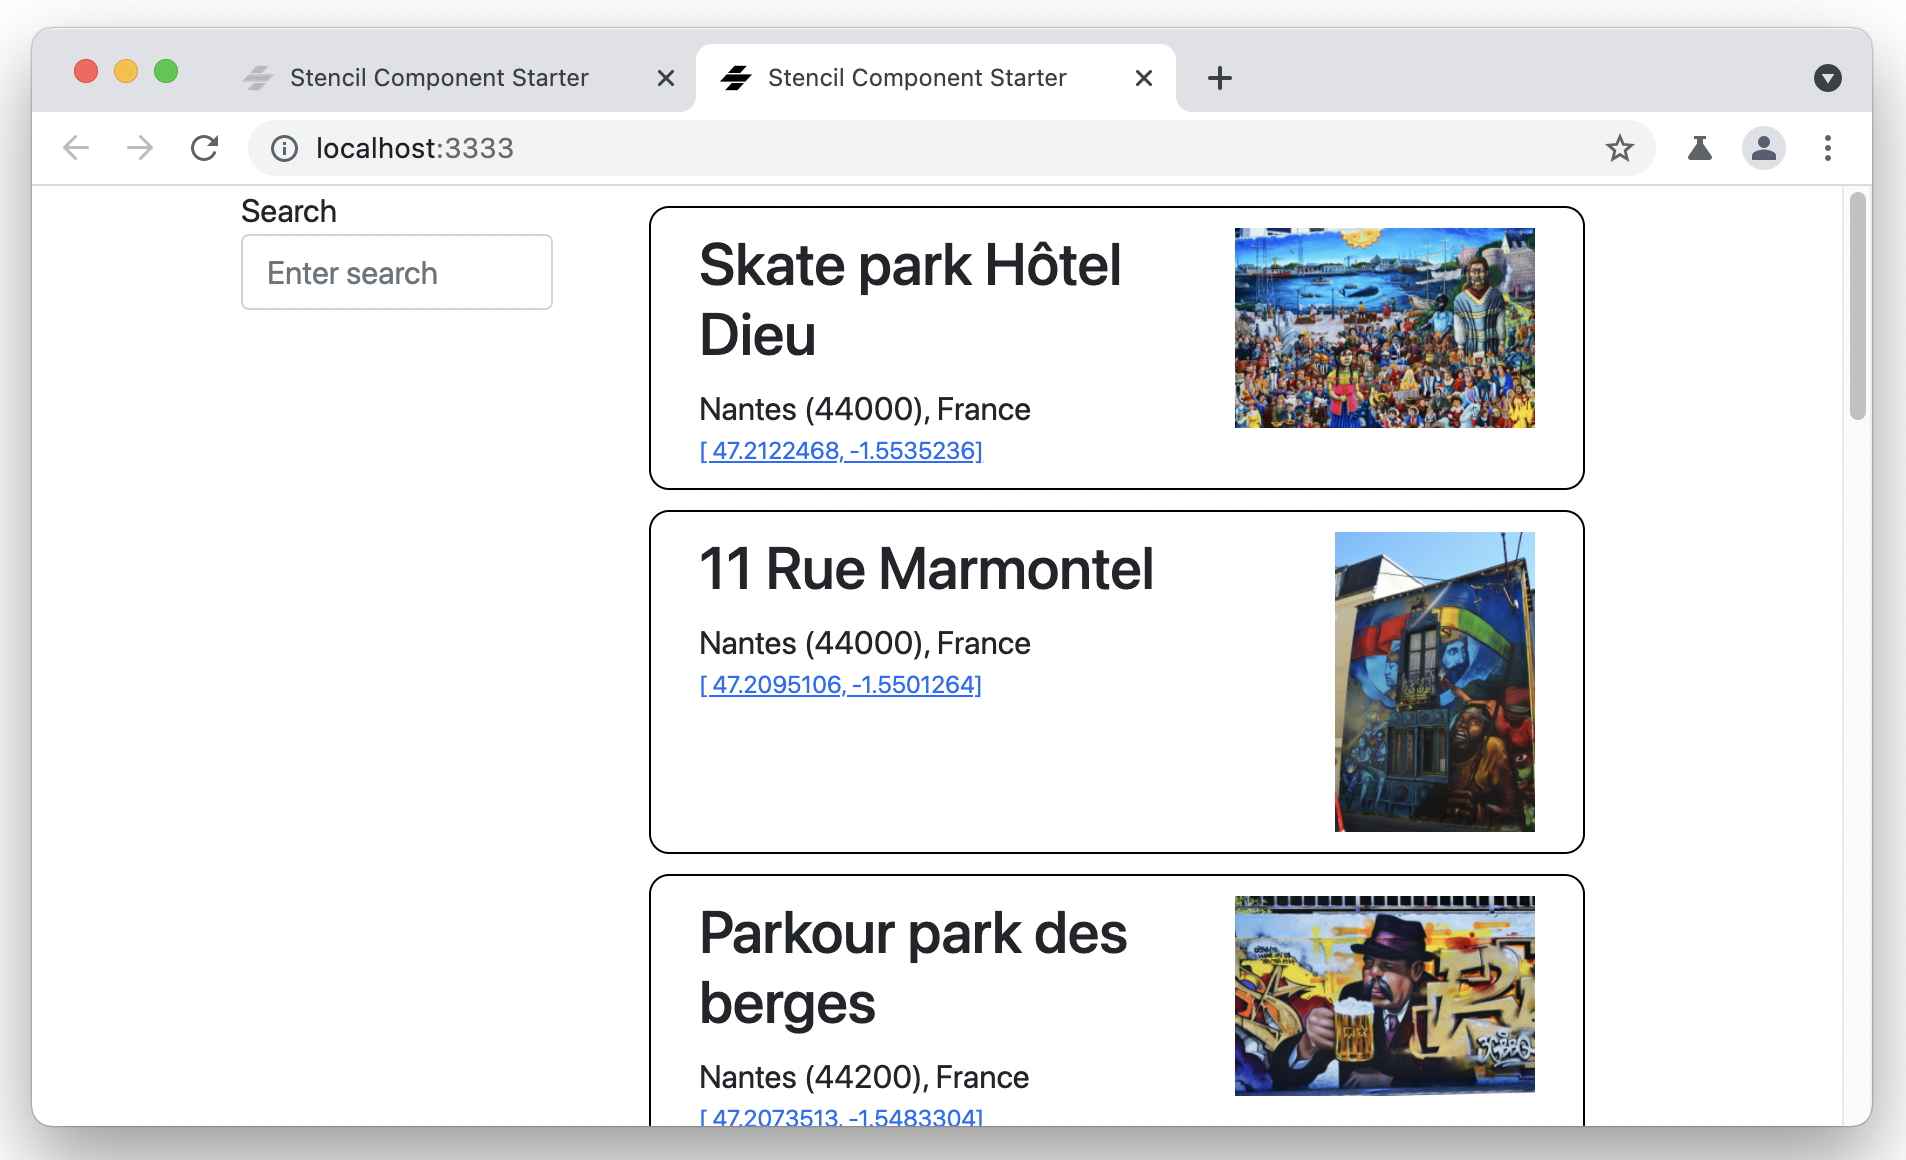 Stencil Component Starter
Stencil Component Starter
localhost:3333
Search
Enter search
Skate park Hôtel
Dieu
Nantes (44000), France
[ 47.2122468, -1.5535236]
11 Rue Marmontel
Nantes (44000), France
[ 47.2095106, -1.5501264]
Parkour park des
berges
Nantes (44200), France
[ 47.2073513, -1.5483304]